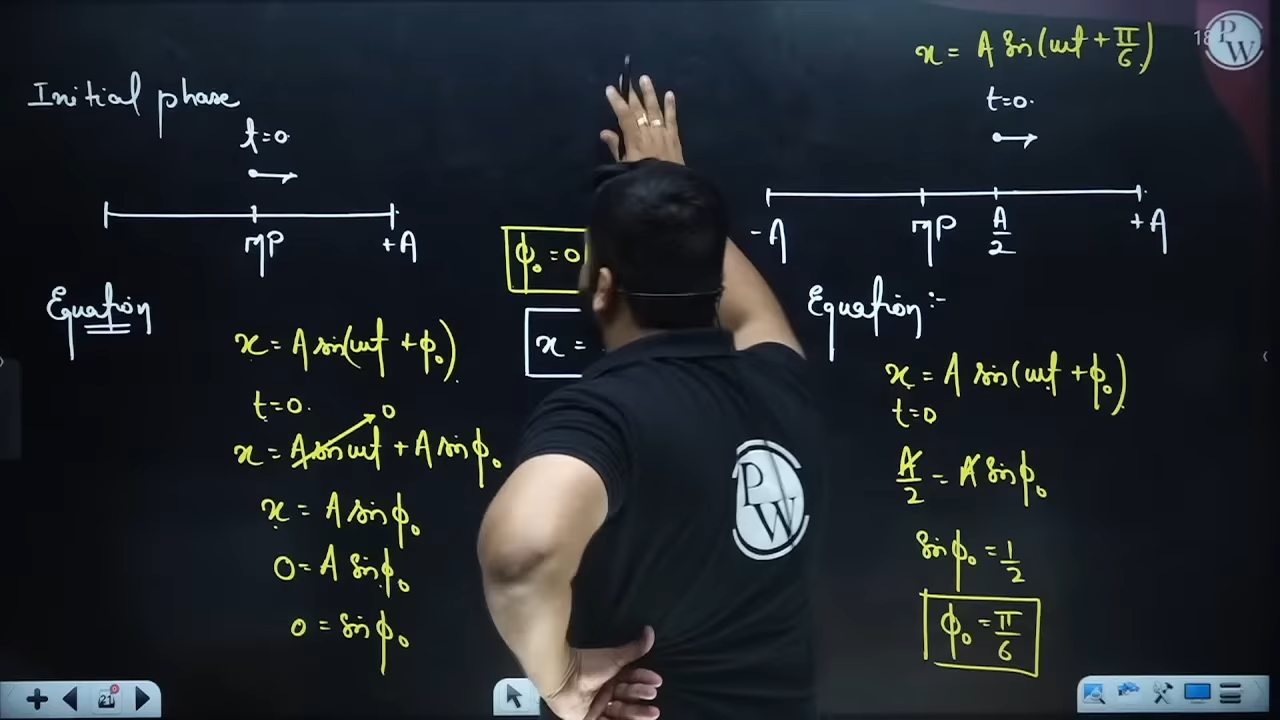 Initial phase
t=0.
MP
+A
Equation
x = A sin(ωt + ϕ₀).
t=0.
x = A sin ωt + A sin ϕ₀
0
x = A sin ϕ₀
0 = A sin ϕ₀
0 = sin ϕ₀
ϕ₀ = 0
x =
x = A sin(ωt + π/6)
t=0.
-A
MP
A/2
+A
Equation:-
x = A sin(ωt + ϕ₀)
t=0
A/2 = A sin ϕ₀
sin ϕ₀ = 1/2
ϕ₀ = π/6
PW
PW
21